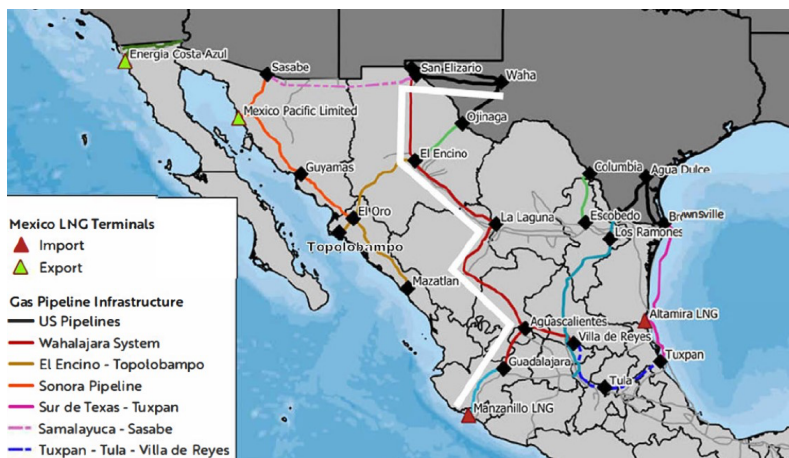 Energia Costa Azul
Sasabe
San Elizario
Waha
Mexico Pacific Limited
Ojinaga
El Encino
Guyamas
Columbia
Agua Dulce
El Oro
Topolobampo
La Laguna
Escobedo
Brownsville
Los Ramones
Mexico LNG Terminals
Import
Export
Mazatlan
Gas Pipeline Infrastructure
US Pipelines
Wahalajara System
El Encino - Topolobampo
Sonora Pipeline
Sur de Texas - Tuxpan
Samalayuca - Sasabe
Tuxpan - Tula - Villa de Reyes
Altamira LNG
Aguascalientes
Villa de Reyes
Tuxpan
Guadalajara
Tula
Manzanillo LNG